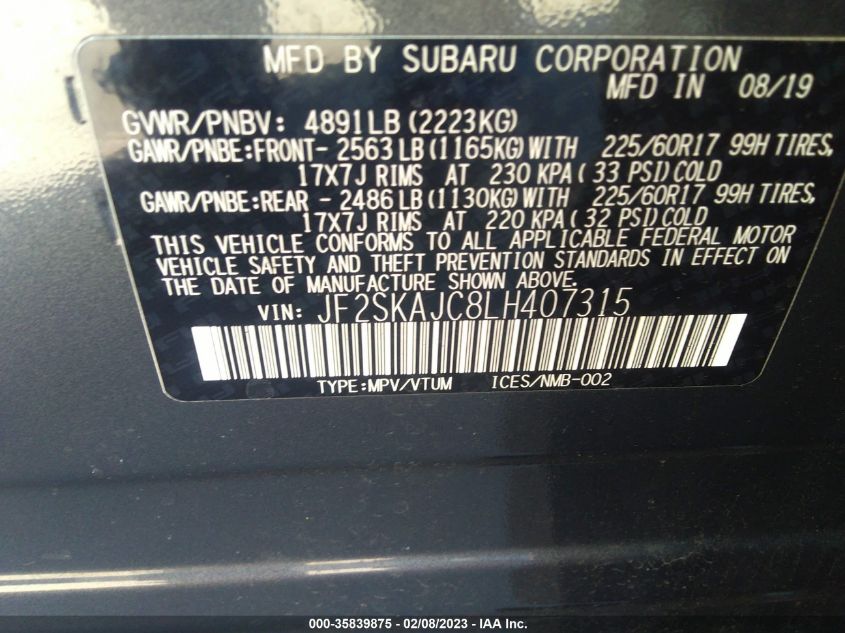 MFD BY SUBARU CORPORATION
MFD IN 08/19
GVWR/PNBV: 4891LB (2223KG)
GAWR/PNBE:FRONT- 2563 LB (1165KG)WITH 225/60R17 99H TIRES,
17X7J RIMS AT 230 KPA ( 33 PSI) COLD
GAWR/PNBE:REAR - 2486 LB (1130KG)WITH 225/60R17 99H TIRES,
17X7J RIMS AT 220 KPA ( 32 PSI) COLD
THIS VEHICLE CONFORMS TO ALL APPLICABLE FEDERAL MOTOR
VEHICLE SAFETY AND THEFT PREVENTION STANDARDS IN EFFECT ON
THE DATE OF MANUFACTURE SHOWN ABOVE.
VIN: JF2SKAJC8LH407315
TYPE:MPV/VTUM ICES/NMB-002
000-35839875 - 02/08/2023 - Copyright © IAA, Inc.